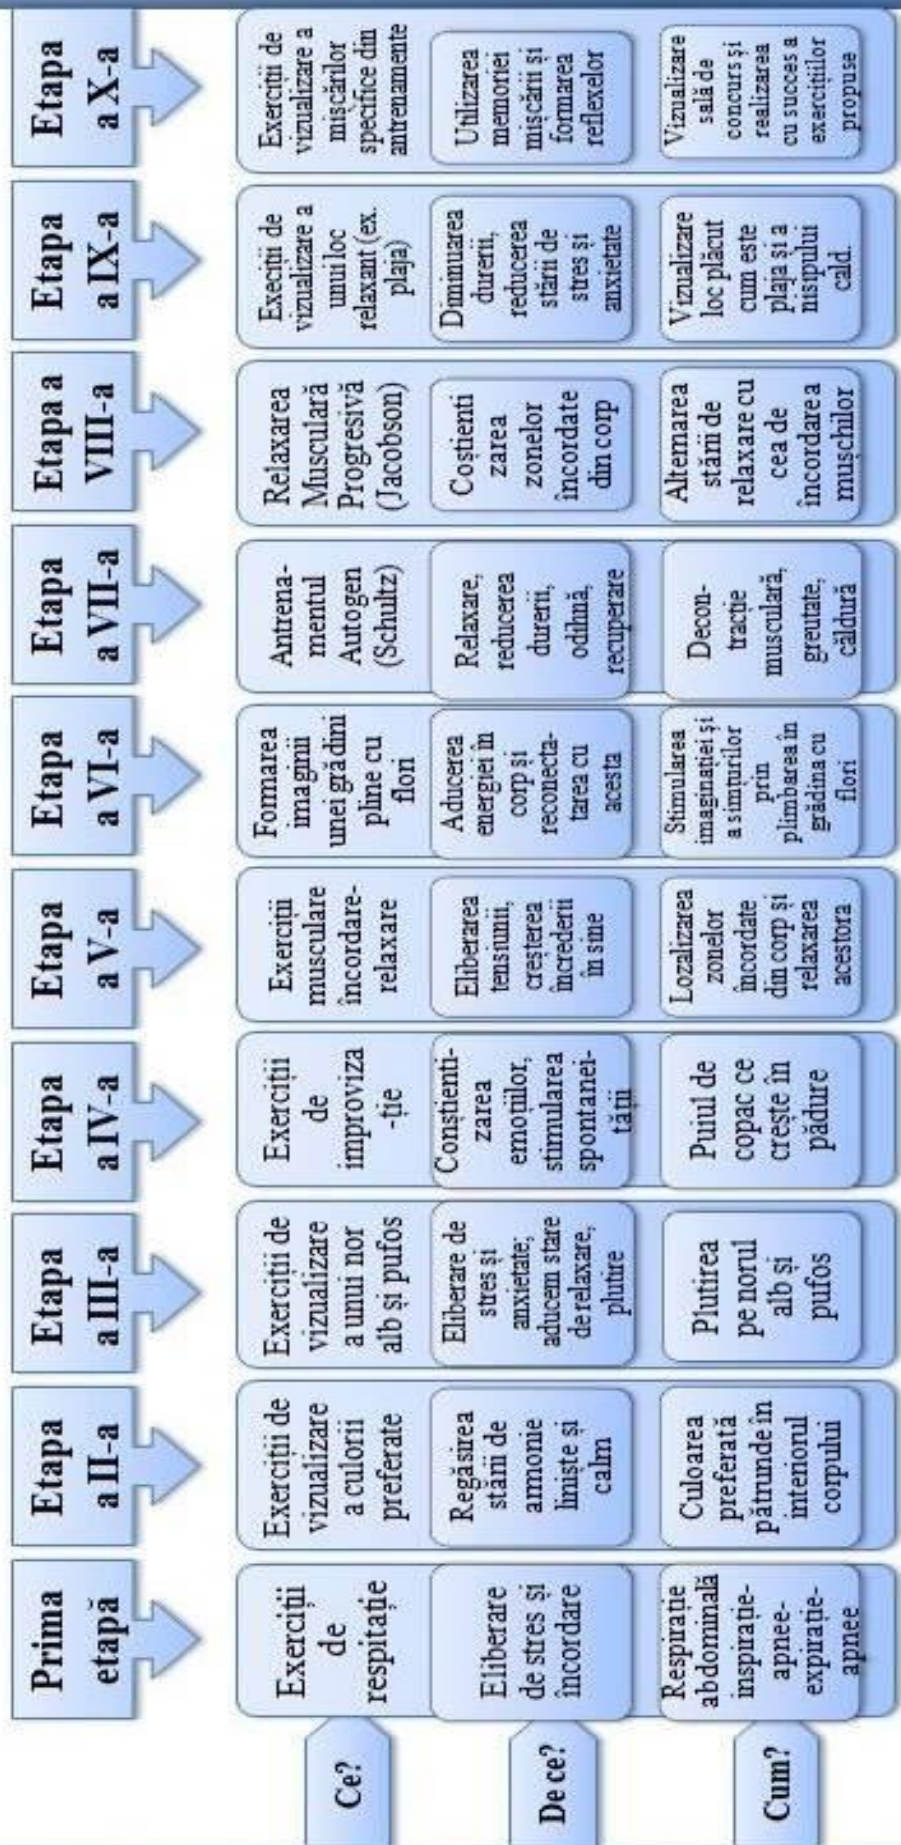 Prima
etapă
Etapa
a II-a
Etapa
a III-a
Etapa
a IV-a
Etapa
a V-a
Etapa
a VI-a
Etapa
a VII-a
Etapa a
VIII-a
Etapa
a IX-a
Etapa
a X-a
Ce?
Exerciții
de
respitație
Exerciții de
vizualizare
a culorii
preferate
Exerciții de
vizualizare
a unui nor
alb și pufos
Exerciții
de
improviza
-ție
Exerciții
musculare
încordare-
relaxare
Formarea
imaginii
unei grădini
pline cu
flori
Antrena-
mentul
Autogen
(Schultz)
Relaxarea
Musculară
Progresivă
(Jacobson)
Execitii de
vizualizare a
unui loc
relaxant (ex.
plaja)
Exercitii de
vizualizare a
mișcărilor
specifice din
antrenamente
De ce?
Eliberare
de stres și
încordare
Regăsirea
stării de
armonie
liniște și
calm
Eliberare de
stres și
anxietate;
aducem stare
de relaxare,
plutire
Conștienti-
zarea
emoțiilor,
stimularea
spontanei-
tății
Eliberarea
tensiunii,
cresterea
încrederii
în sine
Aducerea
energiei în
corp și
reconecta-
tarea cu
acesta
Relaxare,
reducerea
durerii,
odihnă,
recuperare
Coștienti
zarea
zonelor
încordate
din corp
Diminuarea
durerii,
reducerea
stării de
stres și
anxietate
Utilizarea
memoriei
mișcării și
formarea
reflexelor
Cum?
Respirație
abdominală
inspirație-
apnee-
expirație-
apnee
Culoarea
preferată
pătrunde în
interiorul
corpului
Plutirea
pe norul
alb și
pufos
Puiul de
copac ce
crește în
pădure
Lozalizarea
zonelor
încordate
din corp și
relaxarea
acestora
Stimularea
imaginației și
a simțurilor
prin
plimbarea în
grădina cu
flori
Decon-
tracție
musculară,
greutate,
căldură
Alternarea
stării de
relaxare cu
cea de
încordare a
mușchilor
Vizualizare
loc plăcut
cum este
plaja și a
nisipului
cald.
Vizualizare
sală de
concurs și
realizarea
cu succes a
exercițiilor
propuse